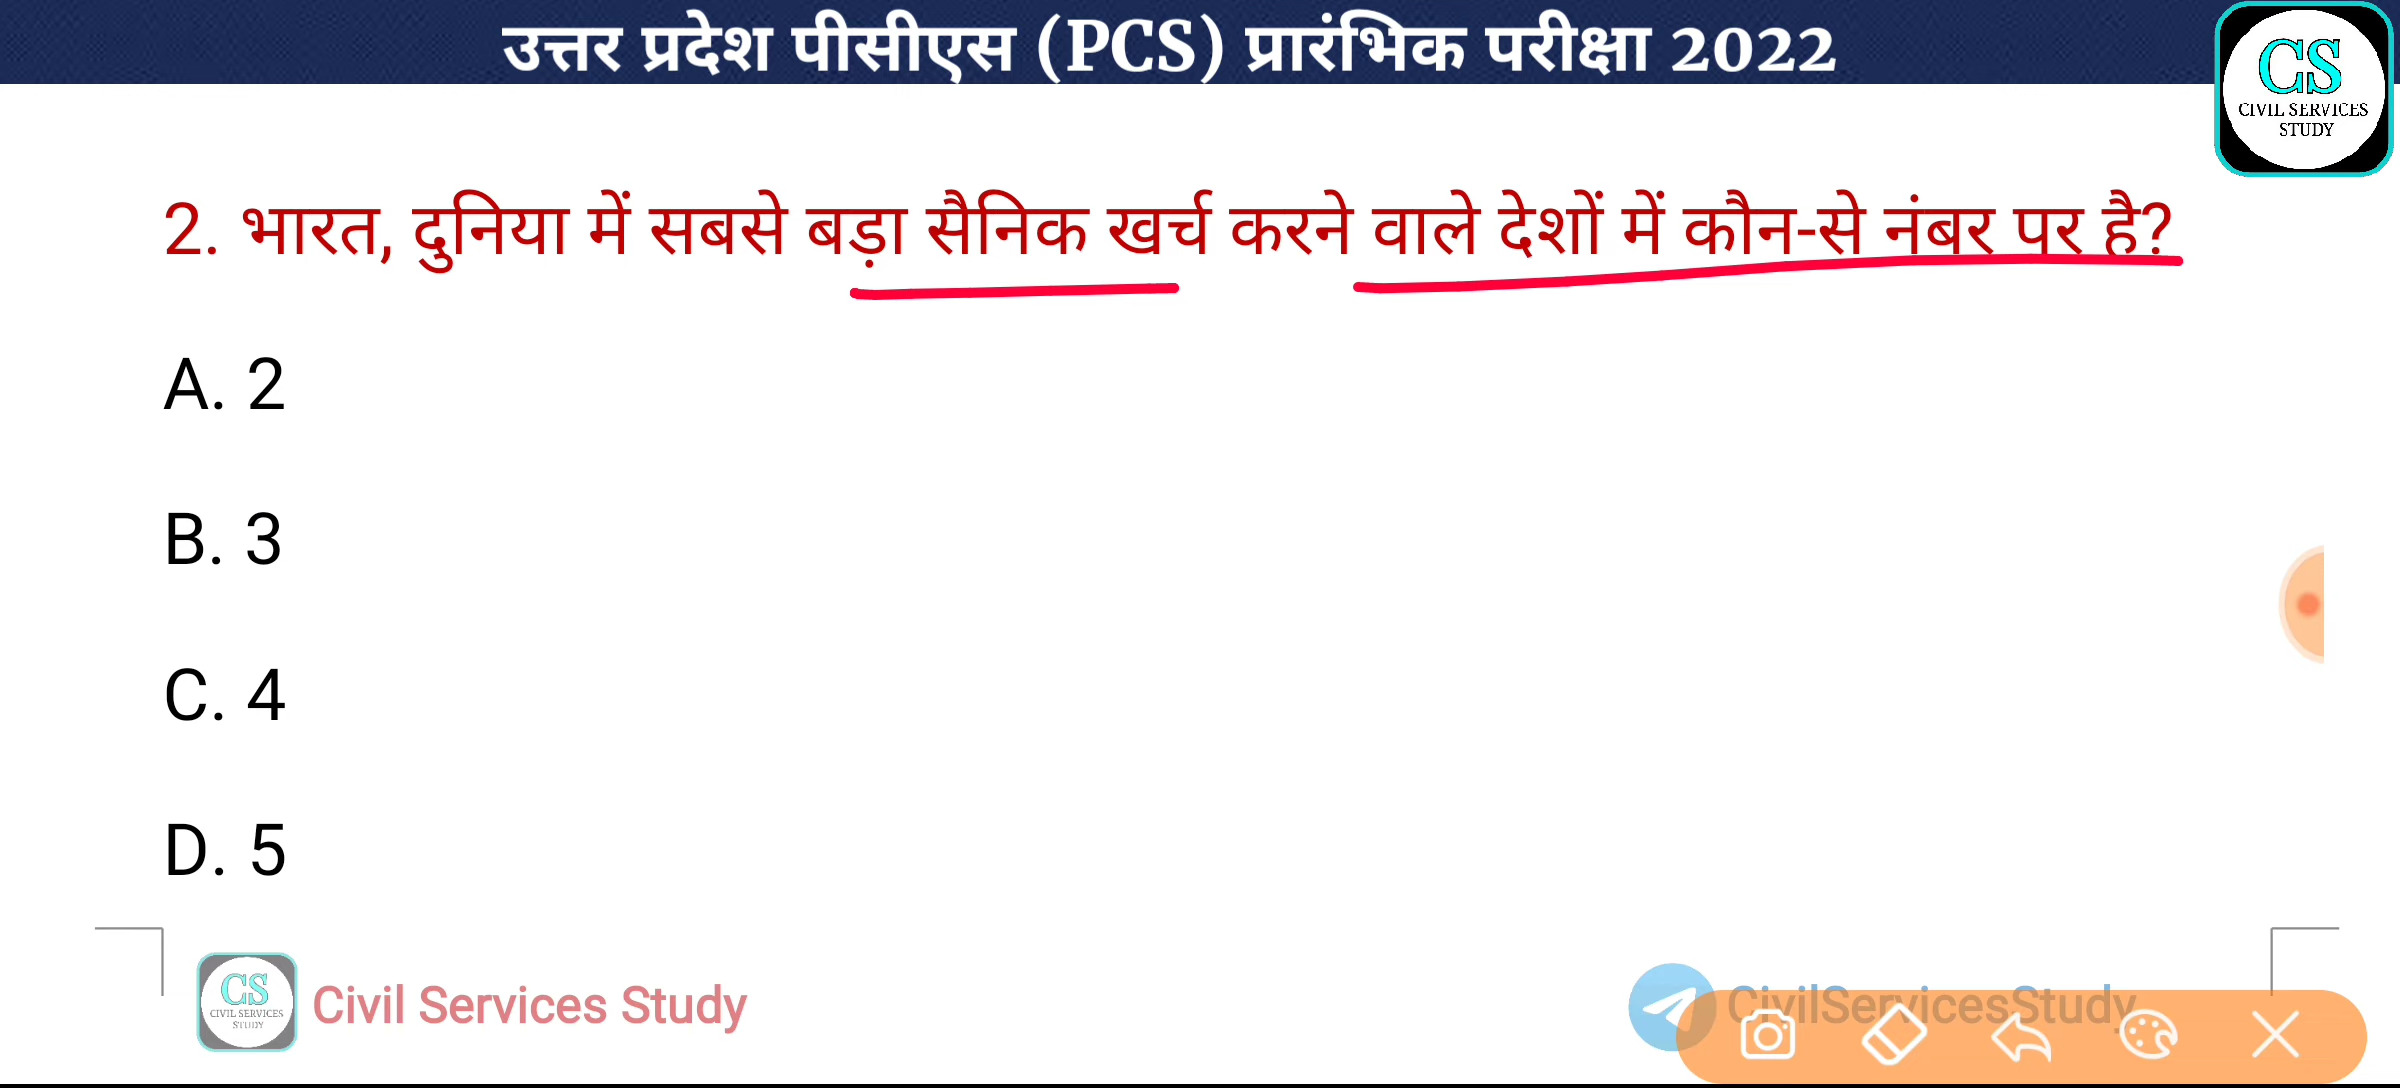 उत्तर प्रदेश पीसीएस (PCS) प्रारंभिक परीक्षा 2022
CS
CIVIL SERVICES
STUDY
2. भारत, दुनिया में सबसे बड़ा सैनिक खर्च करने वाले देशों में कौन-से नंबर पर है?
A. 2
B. 3
C. 4
D. 5
CS
CIVIL SERVICES
STUDY
Civil Services Study
CivilServicesStudy